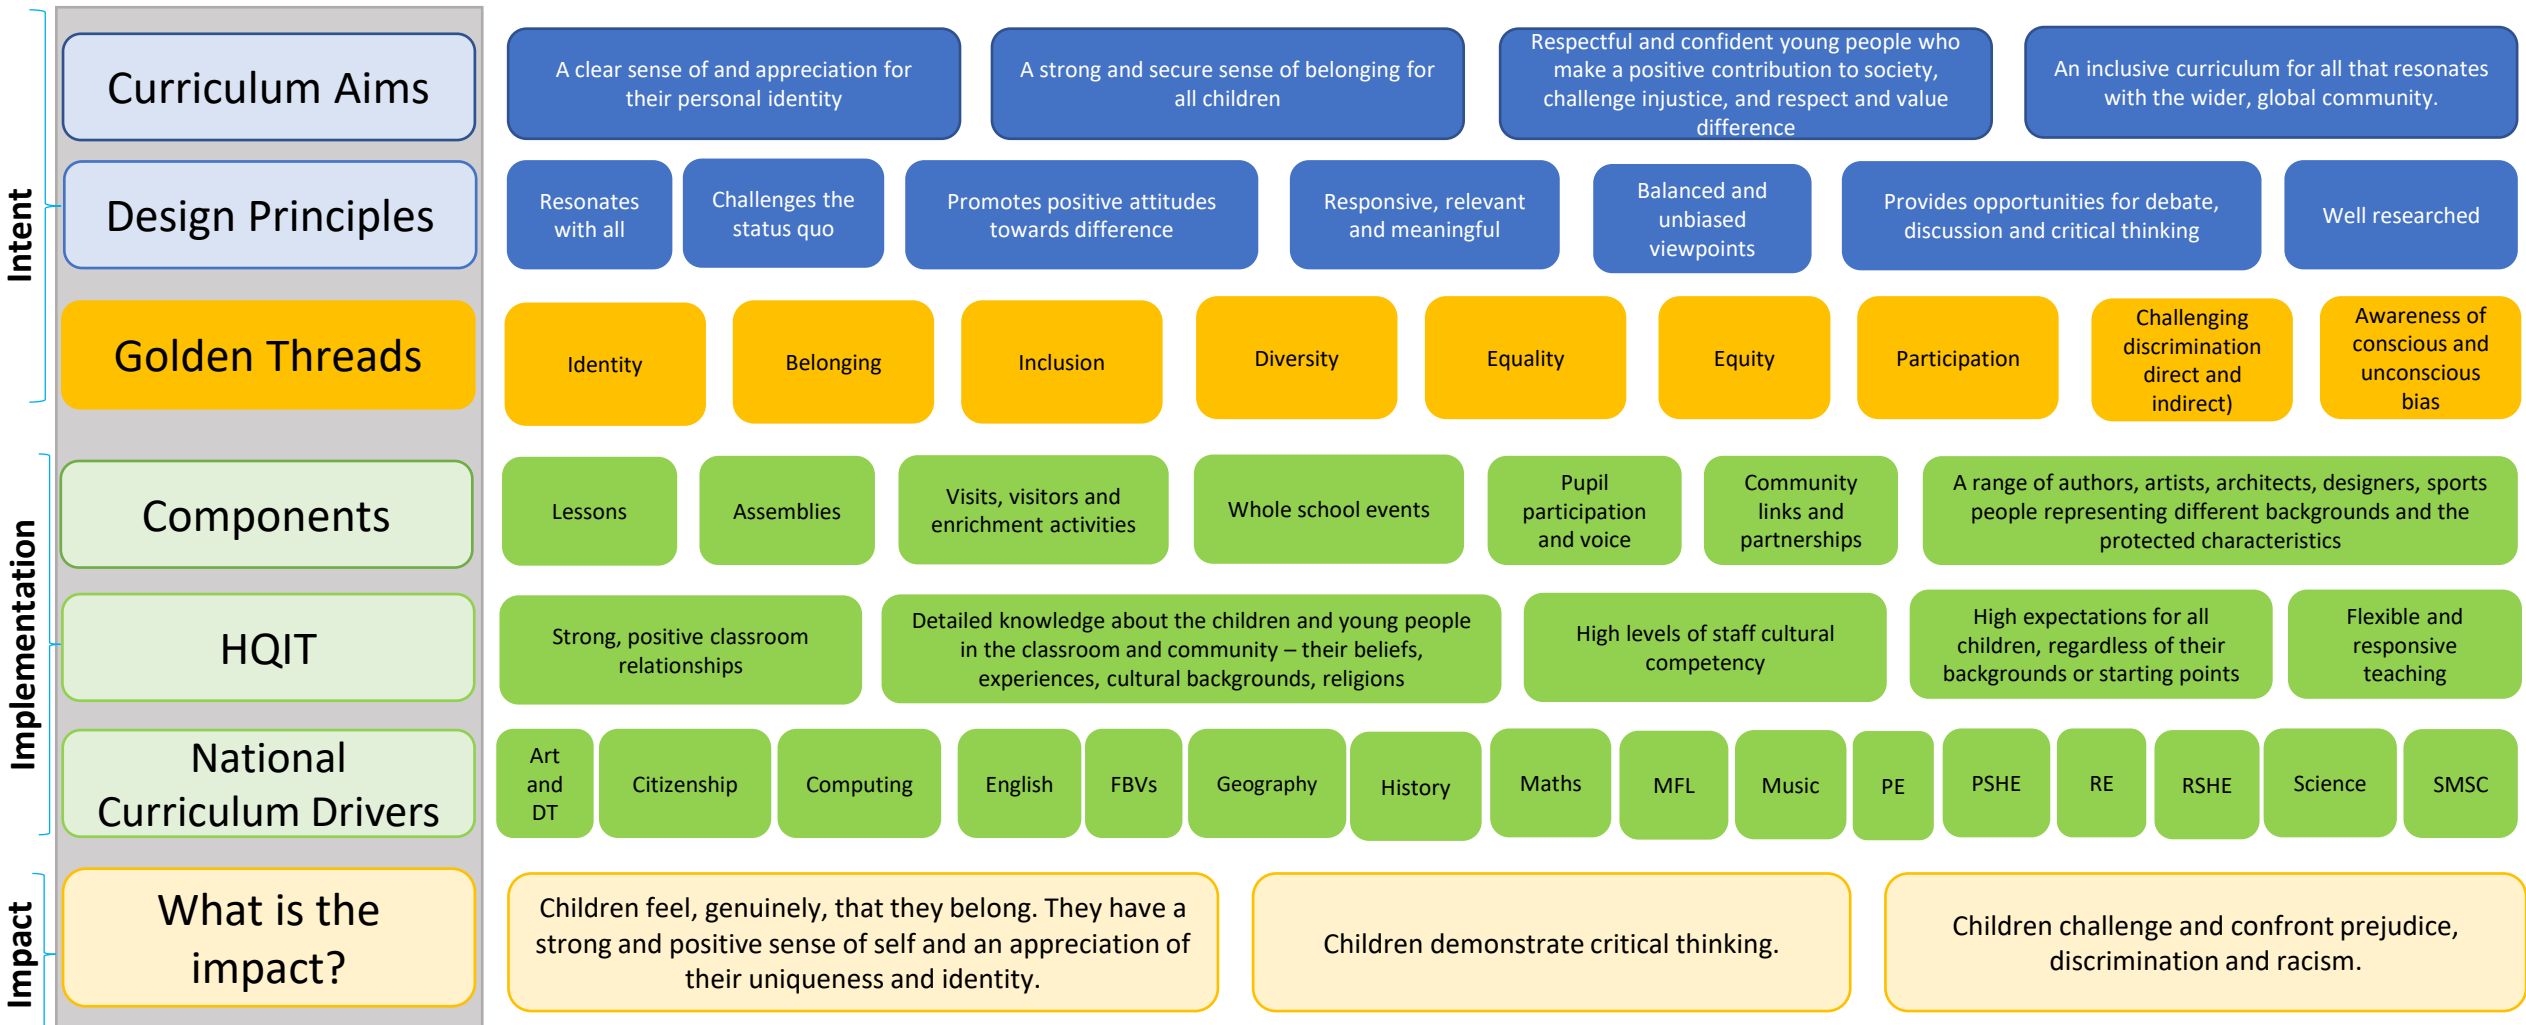 Intent
Curriculum Aims
A clear sense of and appreciation for
their personal identity
A strong and secure sense of belonging for
all children
Respectful and confident young people who
make a positive contribution to society,
challenge injustice, and respect and value
difference
An inclusive curriculum for all that resonates
with the wider, global community.
Design Principles
Resonates
with all
Challenges the
status quo
Promotes positive attitudes
towards difference
Responsive, relevant
and meaningful
Balanced and
unbiased
viewpoints
Provides opportunities for debate,
discussion and critical thinking
Well researched
Golden Threads
Identity
Belonging
Inclusion
Diversity
Equality
Equity
Participation
Challenging
discrimination
direct and
indirect)
Awareness of
conscious and
unconscious
bias
Implementation
Components
Lessons
Assemblies
Visits, visitors and
enrichment activities
Whole school events
Pupil
participation
and voice
Community
links and
partnerships
A range of authors, artists, architects, designers, sports
people representing different backgrounds and the
protected characteristics
HQIT
Strong, positive classroom
relationships
Detailed knowledge about the children and young people
in the classroom and community – their beliefs,
experiences, cultural backgrounds, religions
High levels of staff cultural
competency
High expectations for all
children, regardless of their
backgrounds or starting points
Flexible and
responsive
teaching
National
Curriculum Drivers
Art
and
DT
Citizenship
Computing
English
FBVs
Geography
History
Maths
MFL
Music
PE
PSHE
RE
RSHE
Science
SMSC
Impact
What is the
impact?
Children feel, genuinely, that they belong. They have a
strong and positive sense of self and an appreciation of
their uniqueness and identity.
Children demonstrate critical thinking.
Children challenge and confront prejudice,
discrimination and racism.